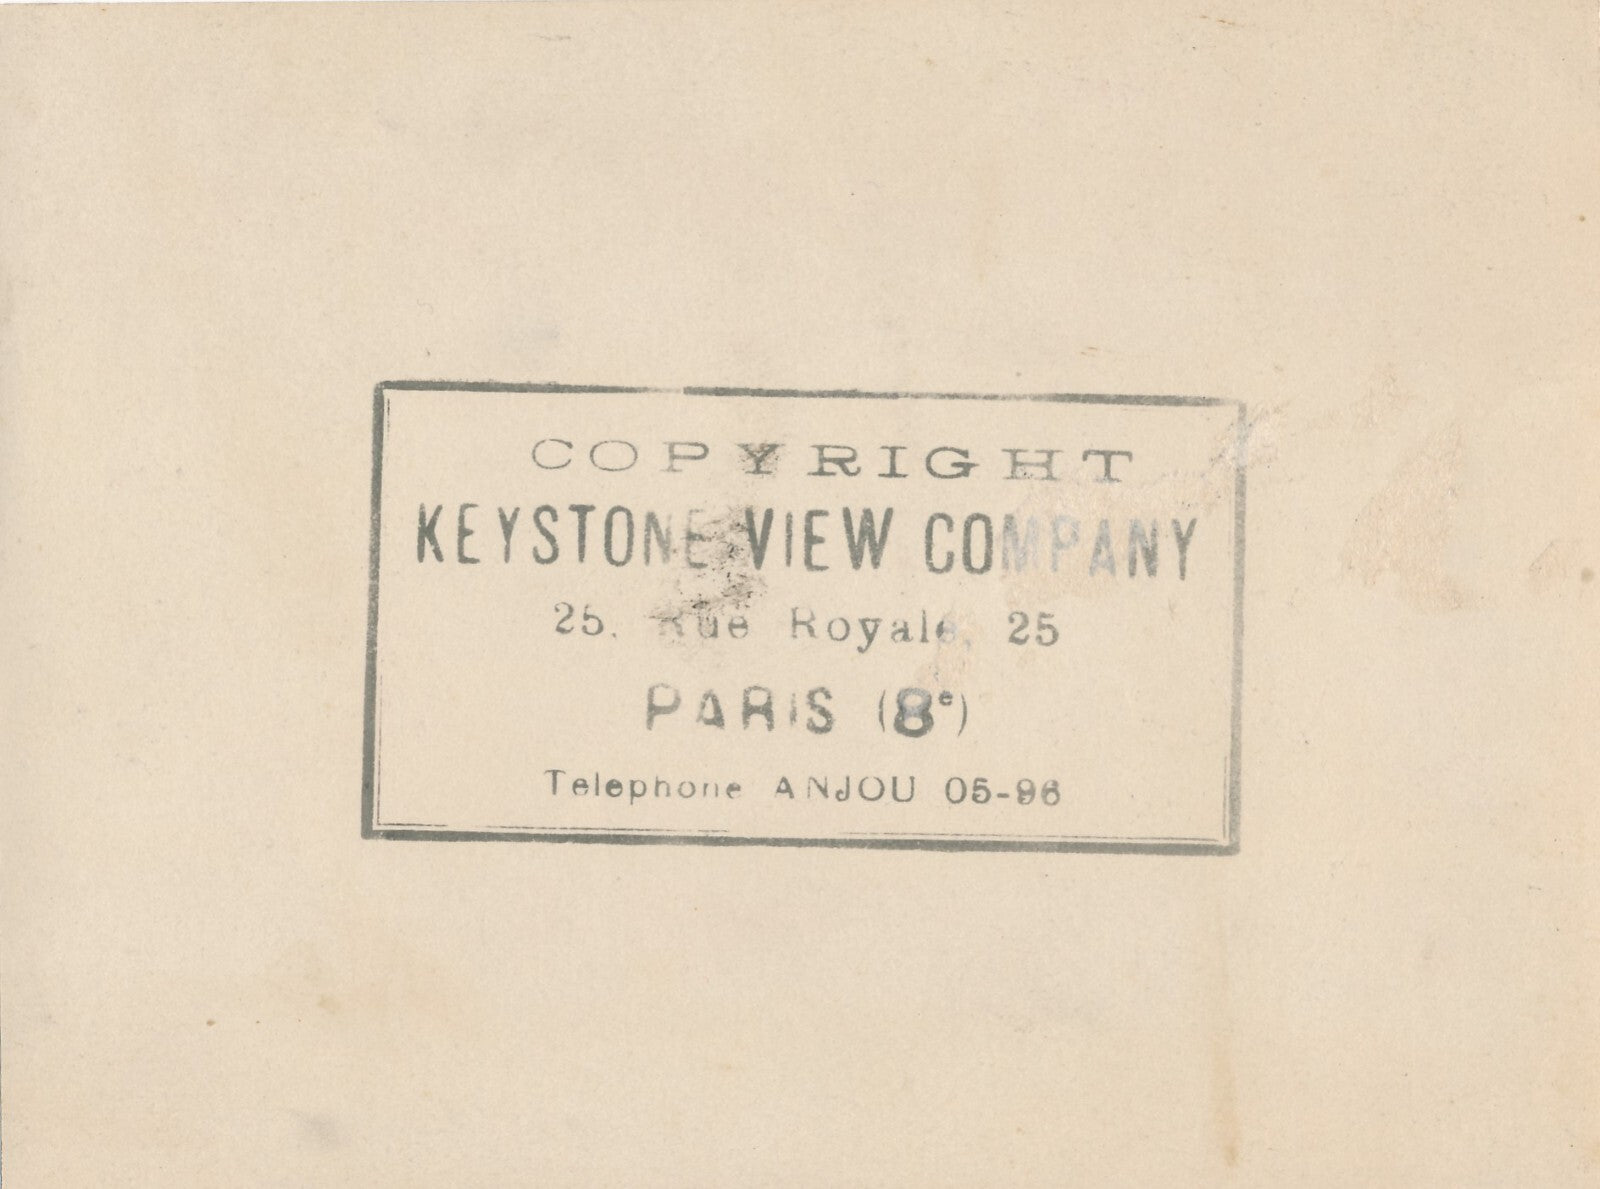 COPYRIGHT
KEYSTONE VIEW COMPANY
25, Rue Royale, 25
PARIS (8e)
Telephone ANJOU 05-96